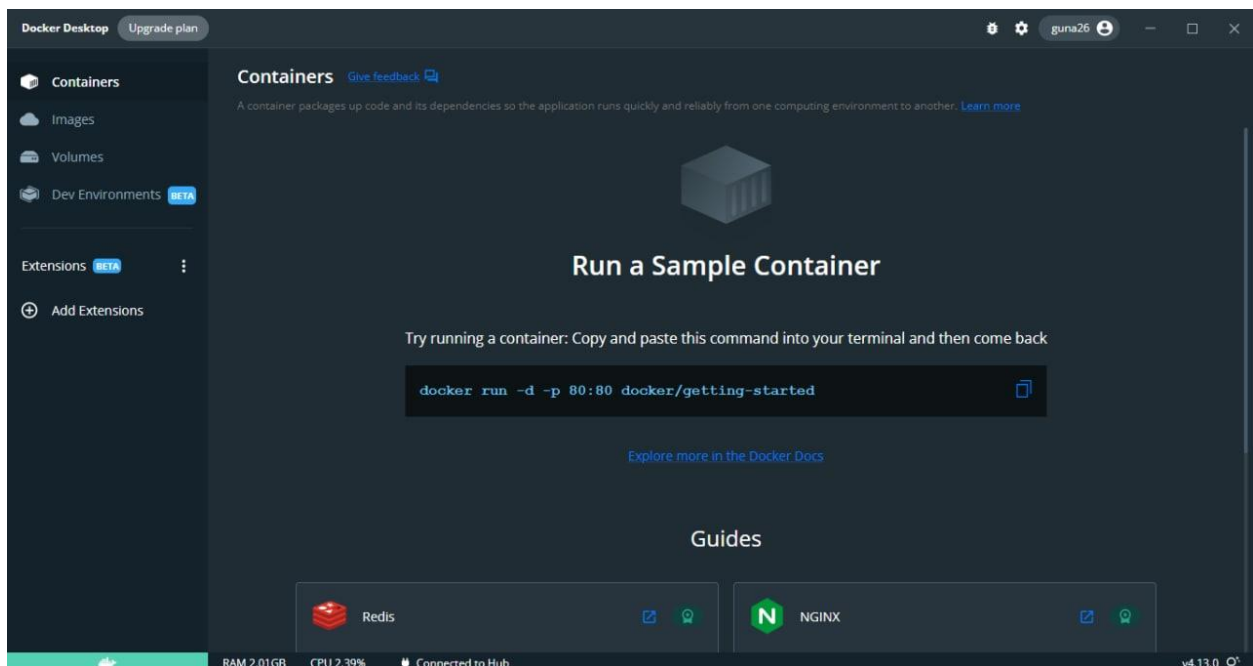 Docker Desktop Upgrade plan guna26
Containers
Images
Volumes
Dev Environments BETA
Extensions BETA
Add Extensions
Containers Give feedback
A container packages up code and its dependencies so the application runs quickly and reliably from one computing environment to another. Learn more
Run a Sample Container
Try running a container: Copy and paste this command into your terminal and then come back
docker run -d -p 80:80 docker/getting-started
Explore more in the Docker Docs
Guides
Redis NGINX
RAM 2.01GB CPU 2.39% Connected to Hub v4.13.0